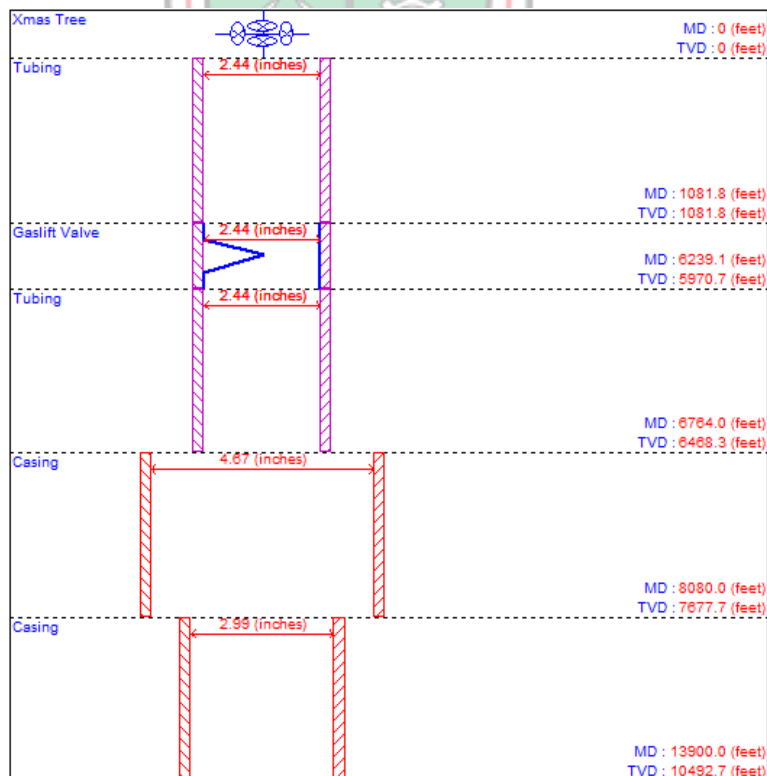 Xmas Tree
MD : 0 (feet)
TVD : 0 (feet)
Tubing
2.44 (inches)
MD : 1081.8 (feet)
TVD : 1081.8 (feet)
Gaslift Valve
2.44 (inches)
MD : 6239.1 (feet)
TVD : 5970.7 (feet)
Tubing
2.44 (inches)
MD : 6764.0 (feet)
TVD : 6468.3 (feet)
Casing
4.67 (inches)
MD : 8080.0 (feet)
TVD : 7677.7 (feet)
Casing
2.99 (inches)
MD : 13900.0 (feet)
TVD : 10492.7 (feet)